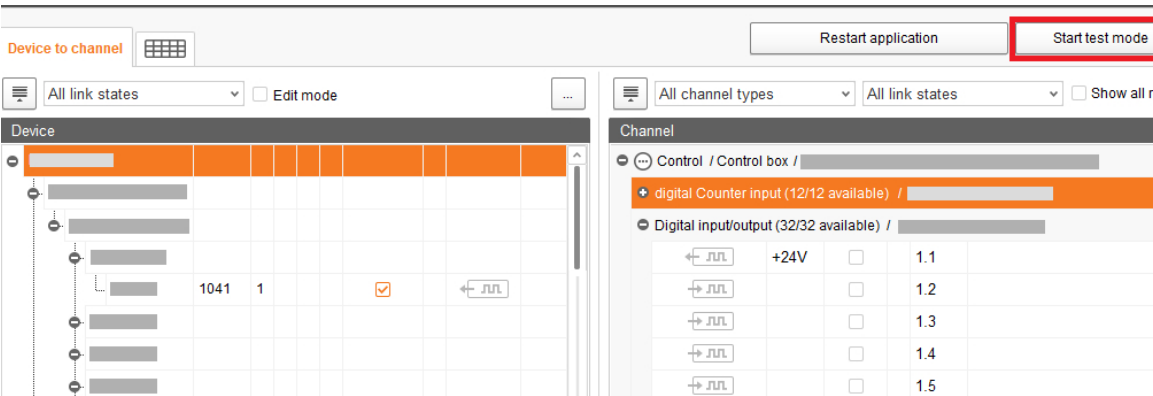 Device to channel
Restart application
Start test mode
All link states
Edit mode
...
All channel types
All link states
Show all
Device
Channel
Control / Control box /
digital Counter input (12/12 available) /
Digital input/output (32/32 available) /
+24V 1.1
1041 1
1.2
1.3
1.4
1.5